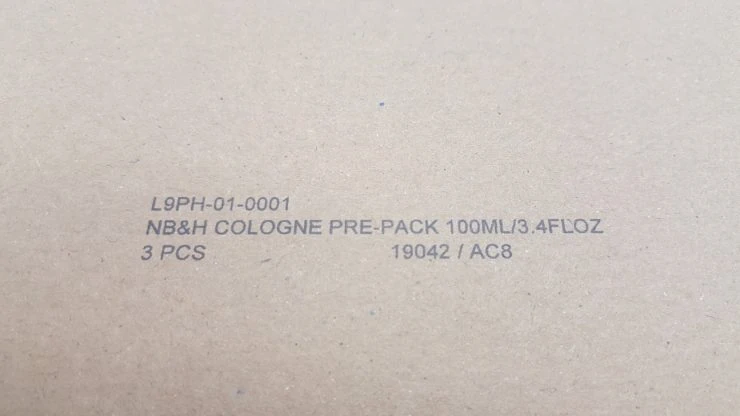 L9PH-01-0001
NB&H COLOGNE PRE-PACK 100ML/3.4FLOZ
3 PCS 19042 / AC8